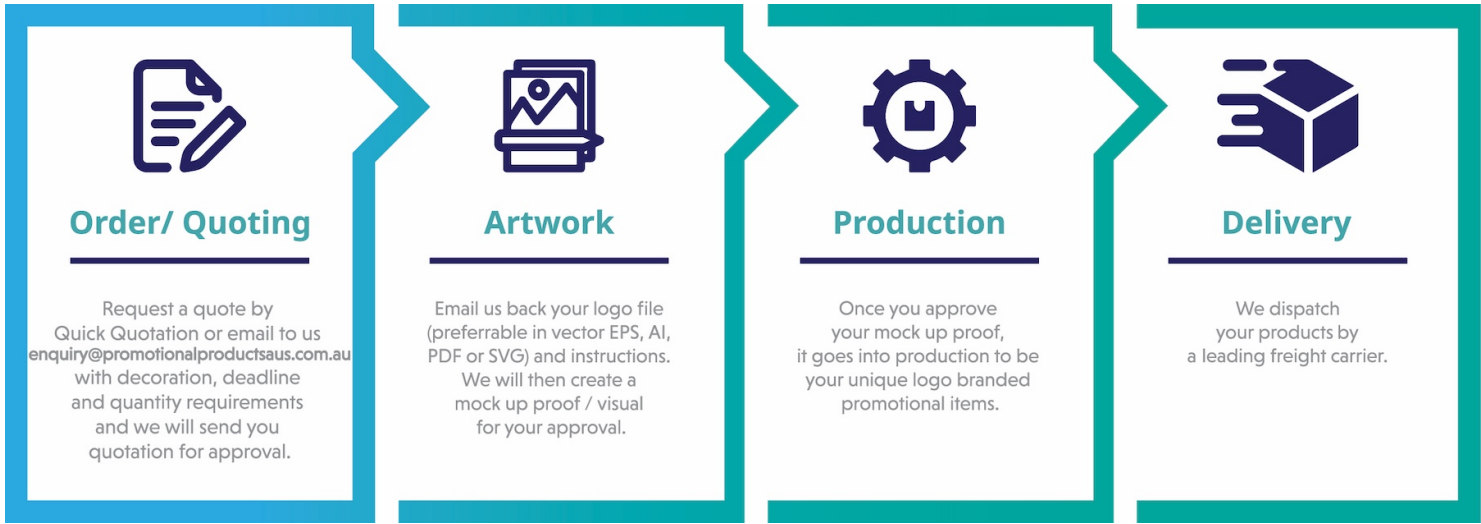 Order/ Quoting
Request a quote by
Quick Quotation or email to us
enquiry@promotionalproductsaus.com.au
with decoration, deadline
and quantity requirements
and we will send you
quotation for approval.
Artwork
Email us back your logo file
(preferrable in vector EPS, AI,
PDF or SVG) and instructions.
We will then create a
mock up proof / visual
for your approval.
Production
Once you approve
your mock up proof,
it goes into production to be
your unique logo branded
promotional items.
Delivery
We dispatch
your products by
a leading freight carrier.